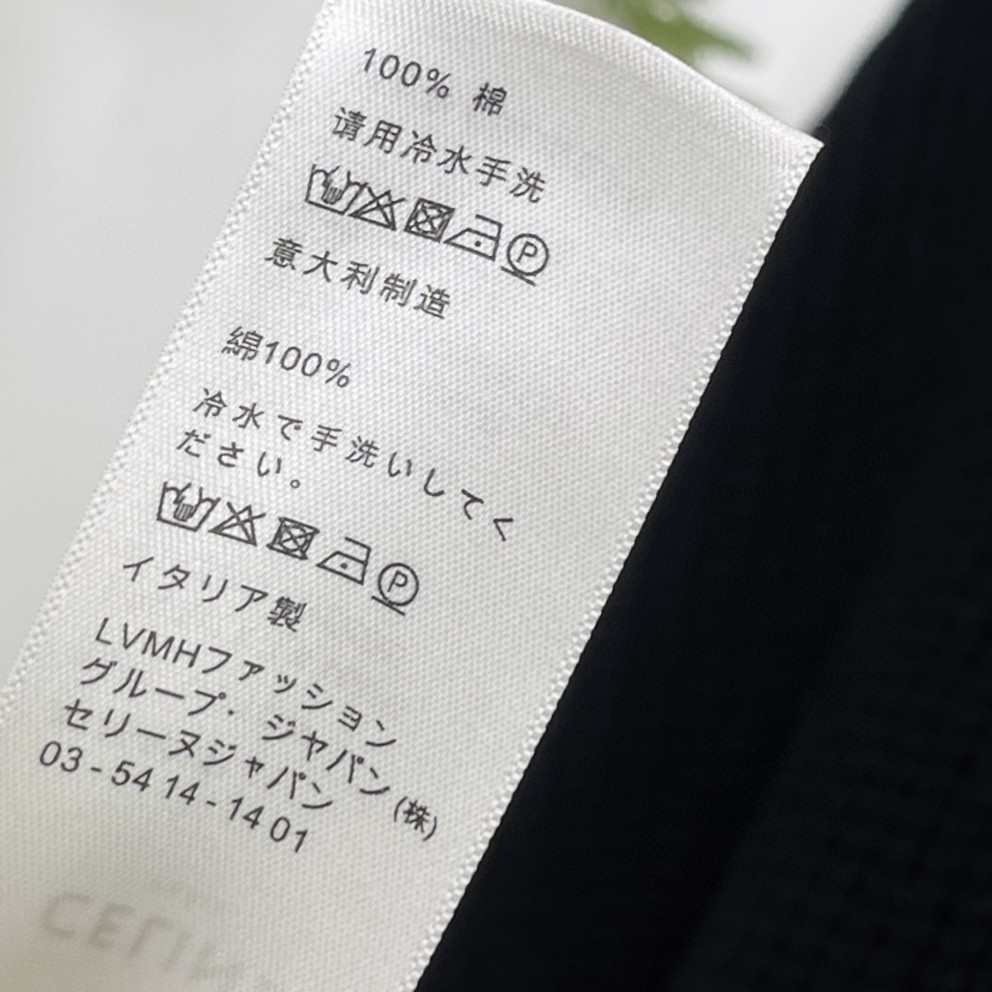 100% 棉
请用冷水手洗
P
意大利制造
綿100%
冷水で手洗いしてく
ださい。
P
イタリア製
LVMHファッション
グループ・ジャパン(株)
セリーヌジャパン
03-5414-1401